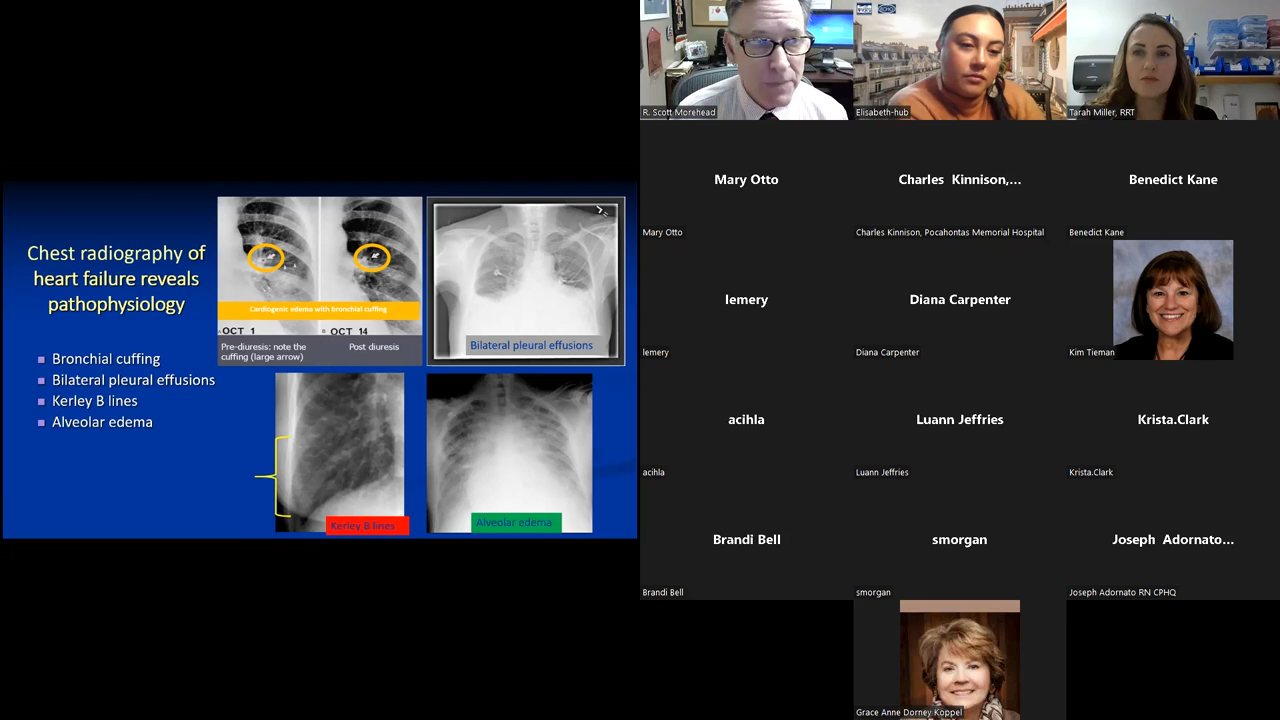 Chest radiography of
heart failure reveals
pathophysiology
Bronchial cuffing
Bilateral pleural effusions
Kerley B lines
Alveolar edema
Cardiogenic edema with bronchial cuffing
OCT 1
OCT 14
Pre-diuresis; note the
cuffing (large arrow)
Post diuresis
Bilateral pleural effusions
Kerley B lines
Alveolar edema
R. Scott Morehead
Elisabeth-hub
Tarah Miller, RRT
Mary Otto
Charles Kinnison,...
Benedict Kane
Mary Otto
Charles Kinnison, Pocahontas Memorial Hospital
Benedict Kane
lemery
Diana Carpenter
lemery
Diana Carpenter
Kim Tieman
acihla
Luann Jeffries
Krista.Clark
acihla
Luann Jeffries
Krista.Clark
Brandi Bell
smorgan
Joseph Adornato...
Brandi Bell
smorgan
Joseph Adornato RN CPHQ
Grace Anne Dorney Koppel